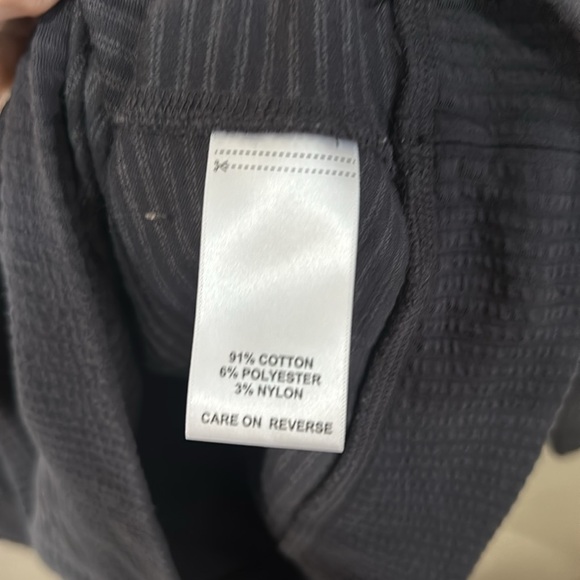 91% COTTON
6% POLYESTER
3% NYLON
CARE ON REVERSE